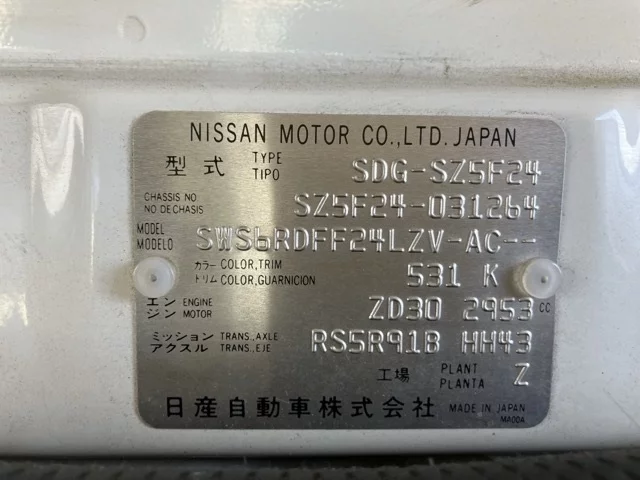 NISSAN MOTOR CO.,LTD. JAPAN
型式 TYPE TIPO SDG-SZ5F24
CHASSIS NO NO DE CHASIS SZ5F24-031264
MODEL MODELO SWS6RDFF24LZV-AC--
カラー COLOR,TRIM トリム COLOR,GUARNICION 531 K
エンジン ENGINE MOTOR ZD30 2953 CC
ミッション TRANS.,AXLE アクスル TRANS.,EJE RS5R91B HH43
工場 PLANT PLANTA Z
日産自動車株式会社 MADE IN JAPAN
MA00A